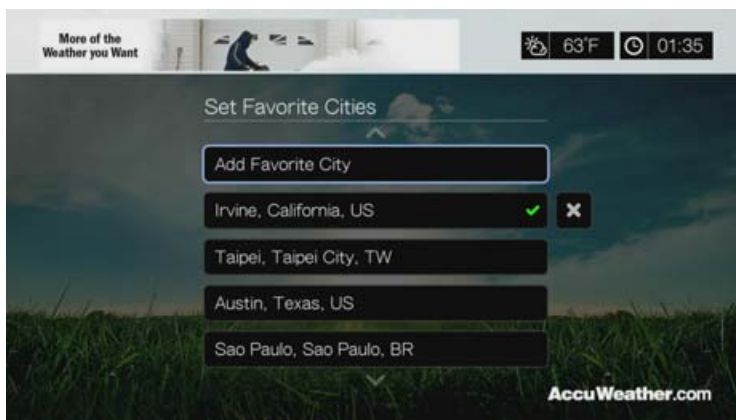 More of the
Weather you Want
63°F
01:35
Set Favorite Cities
Add Favorite City
Irvine, California, US
Taipei, Taipei City, TW
Austin, Texas, US
Sao Paulo, Sao Paulo, BR
AccuWeather.com